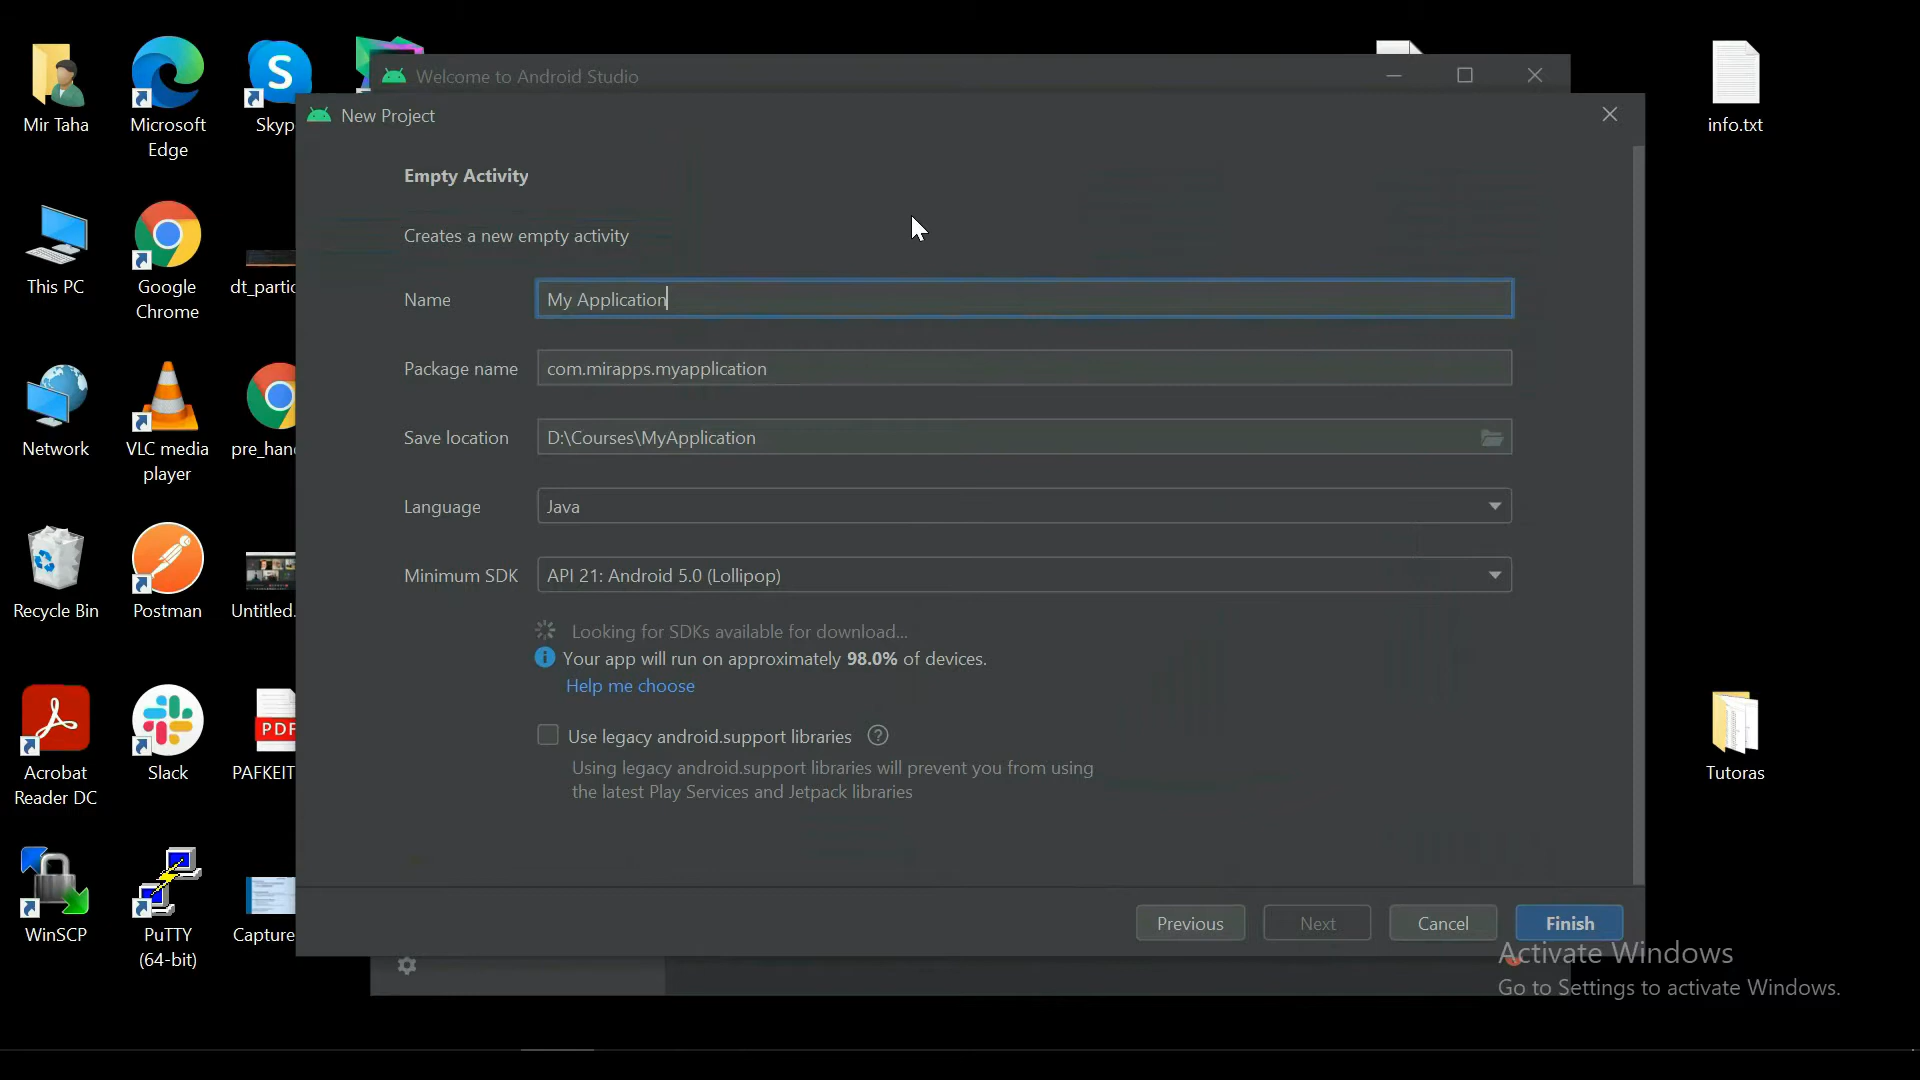 Welcome to Android Studio
New Project
Empty Activity
Creates a new empty activity
Name
My Application
Package name
com.mirapps.myapplication
Save location
D:\Courses\MyApplication
Language
Java
Minimum SDK
API 21: Android 5.0 (Lollipop)
Looking for SDKs available for download...
Your app will run on approximately 98.0% of devices.
Help me choose
Use legacy android.support libraries
Using legacy android.support libraries will prevent you from using
the latest Play Services and Jetpack libraries
Previous
Next
Cancel
Finish
Activate Windows
Go to Settings to activate Windows.
Mir Taha
Microsoft
Edge
Skyp
info.txt
This PC
Google
Chrome
dt_partic
Network
VLC media
player
pre_han
Recycle Bin
Postman
Untitled.
Acrobat
Reader DC
Slack
PDF
PAFKEIT
Tutoras
WinSCP
PuTTY
(64-bit)
Capture